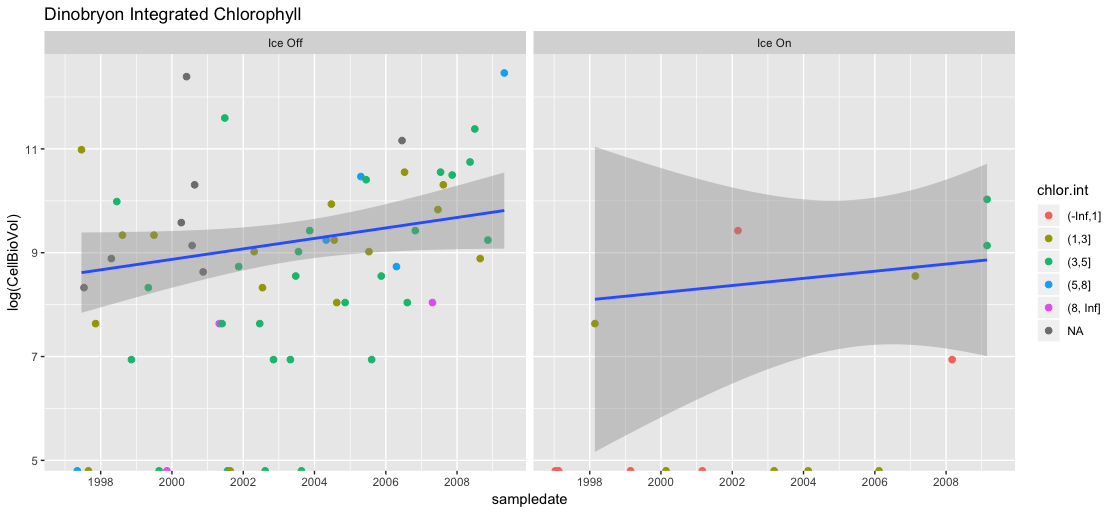 Dinobryon Integrated Chlorophyll
Ice Off
Ice On
log(CellBioVol)
11
9
7
5
1998 2000 2002 2004 2006 2008
1998 2000 2002 2004 2006 2008
sampledate
chlor.int
(-Inf,1]
(1,3]
(3,5]
(5,8]
(8, Inf]
NA